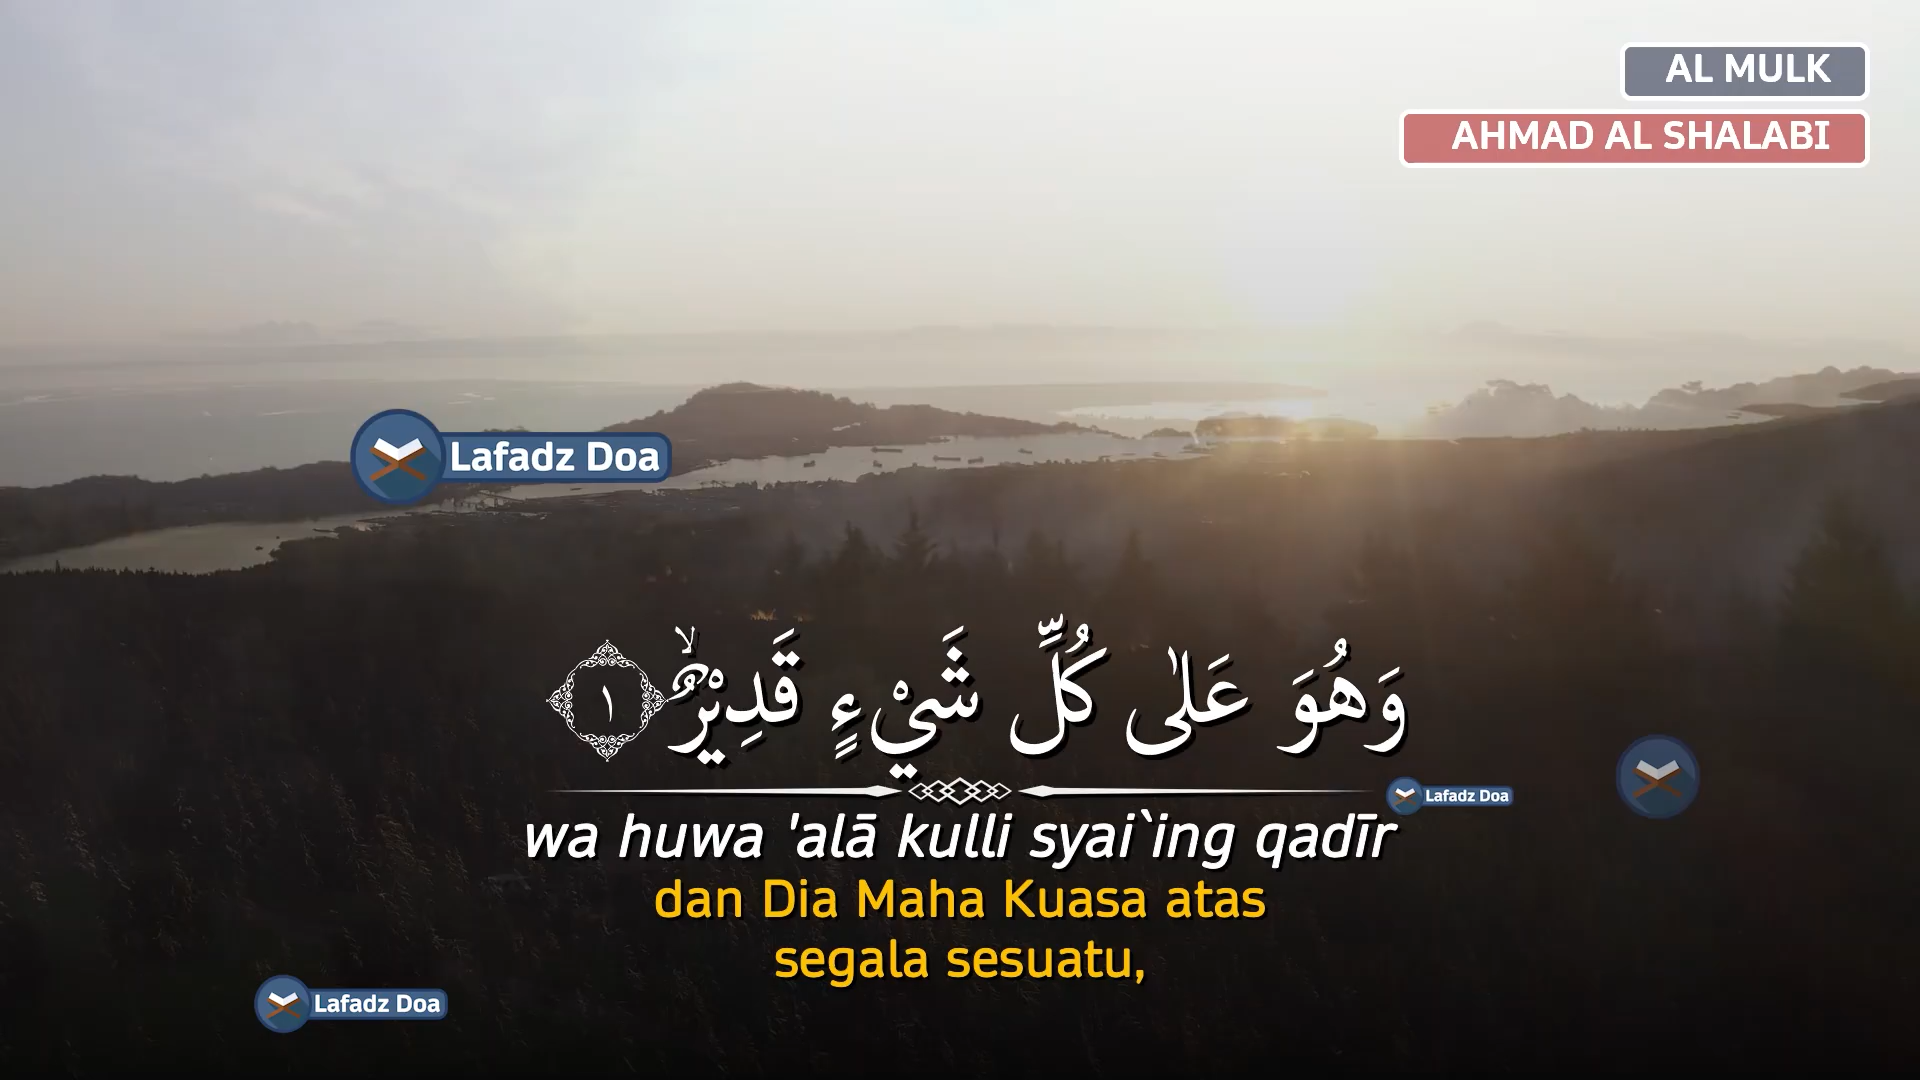 AL MULK
AHMAD AL SHALABI
Lafadz Doa
وَهُوَ عَلٰى كُلِّ شَيْءٍ قَدِيْرٌۙ ١
Lafadz Doa
wa huwa 'alā kulli syai`ing qadīr
dan Dia Maha Kuasa atas
segala sesuatu,
Lafadz Doa